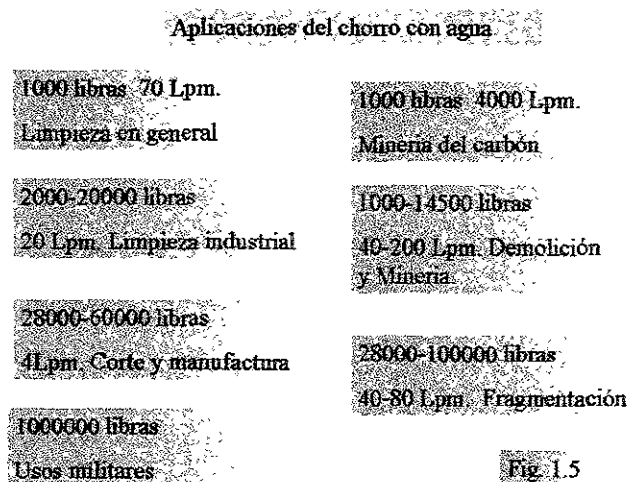 Aplicaciones del chorro con agua
1000 libras 70 Lpm.
Limpieza en general
2000-20000 libras
20 Lpm. Limpieza industrial
28000-60000 libras
4Lpm. Corte y manufactura
1000000 libras
Usos militares
1000 libras 4000 Lpm.
Mineria del carbón
1000-14500 libras
40-200 Lpm. Demolición
y Mineria.
28000-100000 libras
40-80 Lpm. Fragmentación
Fig. 1.5